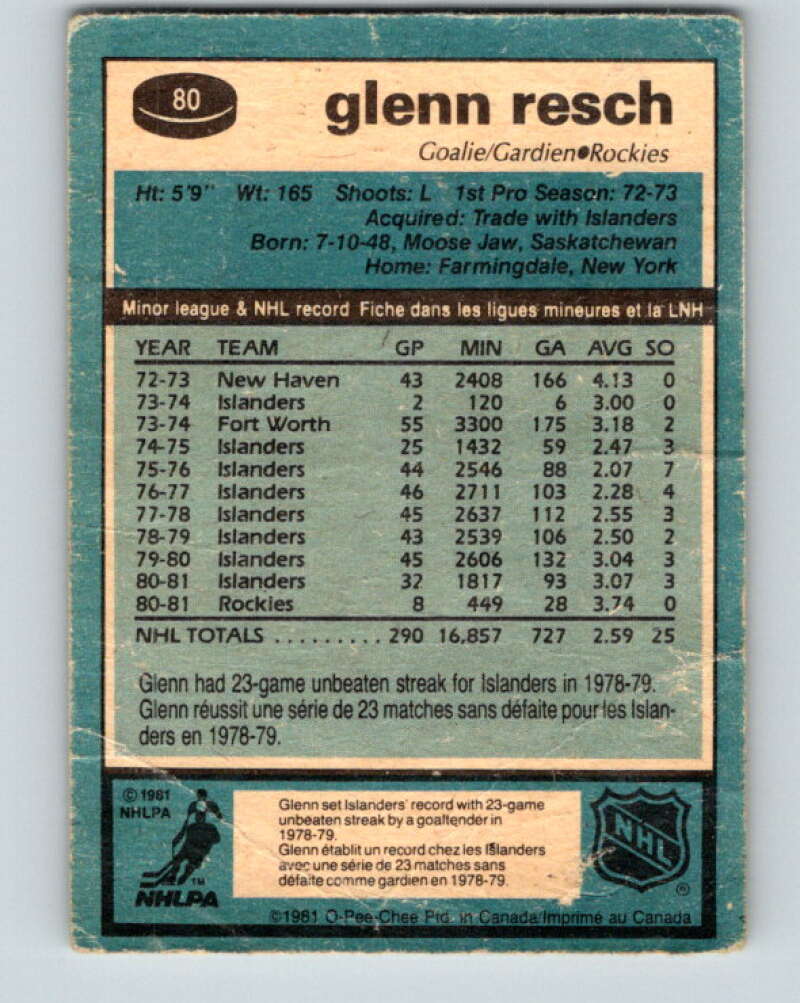 80
glenn resch
Goalie/Gardien●Rockies
Ht: 5'9" Wt: 165 Shoots: L 1st Pro Season: 72-73
Acquired: Trade with Islanders
Born: 7-10-48, Moose Jaw, Saskatchewan
Home: Farmingdale, New York
Minor league & NHL record Fiche dans les ligues mineures et la LNH
YEAR TEAM GP MIN GA AVG SO
72-73 New Haven 43 2408 166 4.13 0
73-74 Islanders 2 120 6 3.00 0
73-74 Fort Worth 55 3300 175 3.18 2
74-75 Islanders 25 1432 59 2.47 3
75-76 Islanders 44 2546 88 2.07 7
76-77 Islanders 46 2711 103 2.28 4
77-78 Islanders 45 2637 112 2.55 3
78-79 Islanders 43 2539 106 2.50 2
79-80 Islanders 45 2606 132 3.04 3
80-81 Islanders 32 1817 93 3.07 3
80-81 Rockies 8 449 28 3.74 0
NHL TOTALS ......... 290 16,857 727 2.59 25
Glenn had 23-game unbeaten streak for Islanders in 1978-79.
Glenn réussit une série de 23 matches sans défaite pour les Islan-
ders en 1978-79.
© 1981
NHLPA
TM
NHLPA
Glenn set Islanders' record with 23-game
unbeaten streak by a goaltender in
1978-79.
Glenn établit un record chez les Islanders
avec une série de 23 matches sans
défaite comme gardien en 1978-79.
NHL
®
©1981 O-Pee-Chee Ptd. in Canada/Imprimé au Canada